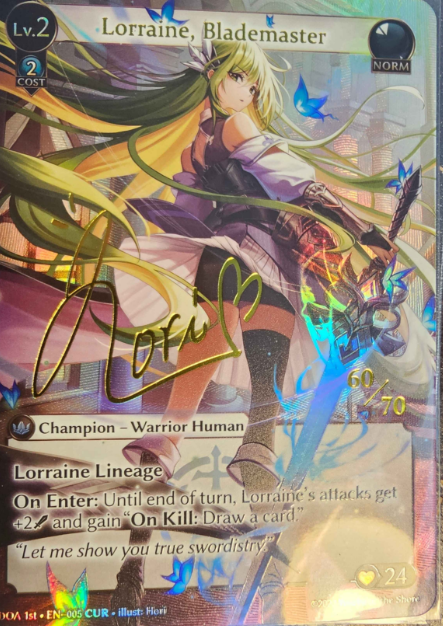 Lv.2
Lorraine, Blademaster
2
COST
NORM
Hori
60/70
Champion – Warrior Human
Lorraine Lineage
On Enter: Until end of turn, Lorraine's attacks get
+2 and gain "On Kill: Draw a card."
"Let me show you true swordistry."
24
DOA 1st • EN-005 CUR • illust: Hori
Shore